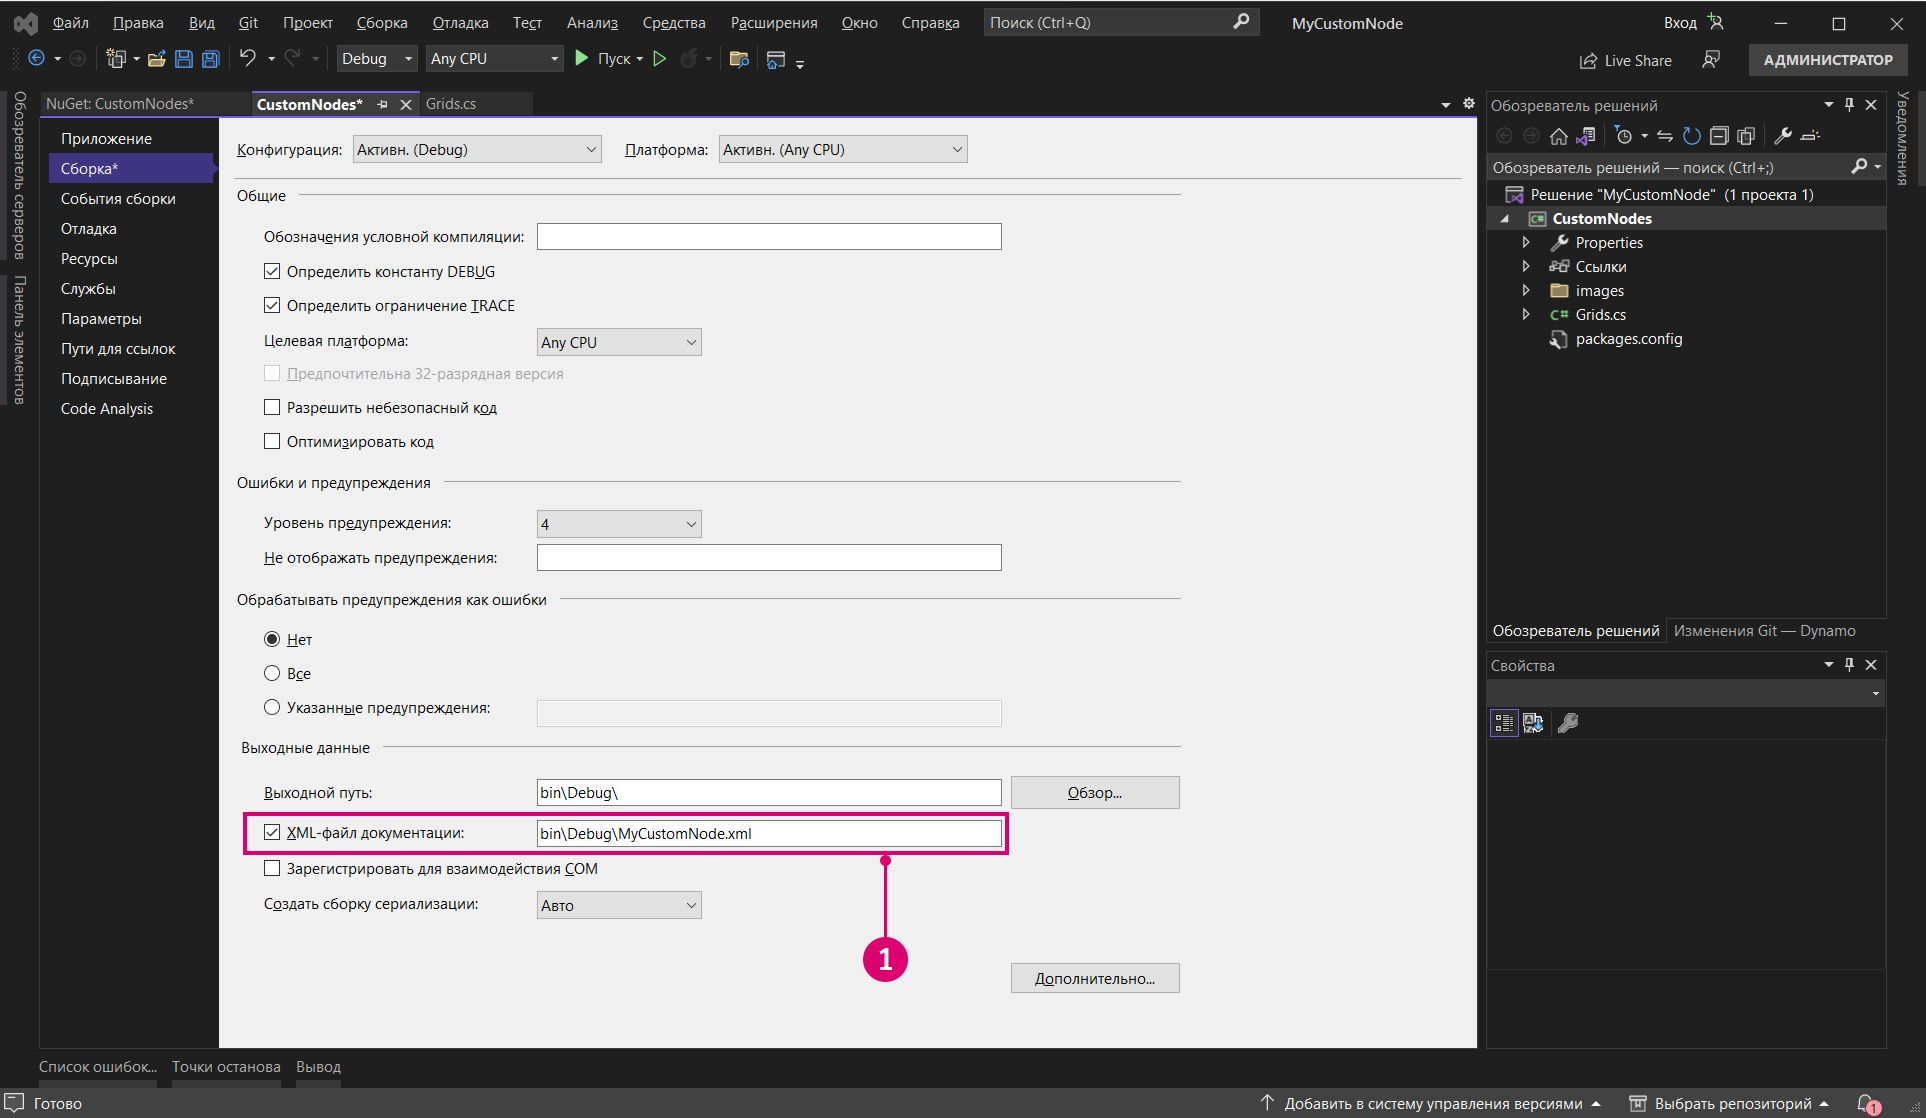 Файл Правка Вид Git Проект Сборка Отладка Тест Анализ Средства Расширения Окно Справка Поиск (Ctrl+Q) MyCustomNode Вход
Debug Any CPU Пуск Live Share АДМИНИСТРАТОР
Обозреватель серверов
Панель элементов
NuGet: CustomNodes* CustomNodes* Grids.cs
Приложение
Сборка*
События сборки
Отладка
Ресурсы
Службы
Параметры
Пути для ссылок
Подписывание
Code Analysis
Конфигурация: Активн. (Debug) Платформа: Активн. (Any CPU)
Общие
Обозначения условной компиляции:
Определить константу DEBUG
Определить ограничение TRACE
Целевая платформа: Any CPU
Предпочтительна 32-разрядная версия
Разрешить небезопасный код
Оптимизировать код
Ошибки и предупреждения
Уровень предупреждения: 4
Не отображать предупреждения:
Обрабатывать предупреждения как ошибки
Нет
Все
Указанные предупреждения:
Выходные данные
Выходной путь: bin\Debug\ Обзор...
XML-файл документации: bin\Debug\MyCustomNode.xml
Зарегистрировать для взаимодействия COM
Создать сборку сериализации: Авто
1
Дополнительно...
Обозреватель решений
Обозреватель решений — поиск (Ctrl+;)
Решение "MyCustomNode" (1 проекта 1)
C# CustomNodes
Properties
Ссылки
images
C# Grids.cs
packages.config
Обозреватель решений Изменения Git — Dynamo
Свойства
Уведомления
Список ошибок... Точки останова Вывод
Готово Добавить в систему управления версиями Выбрать репозиторий 1